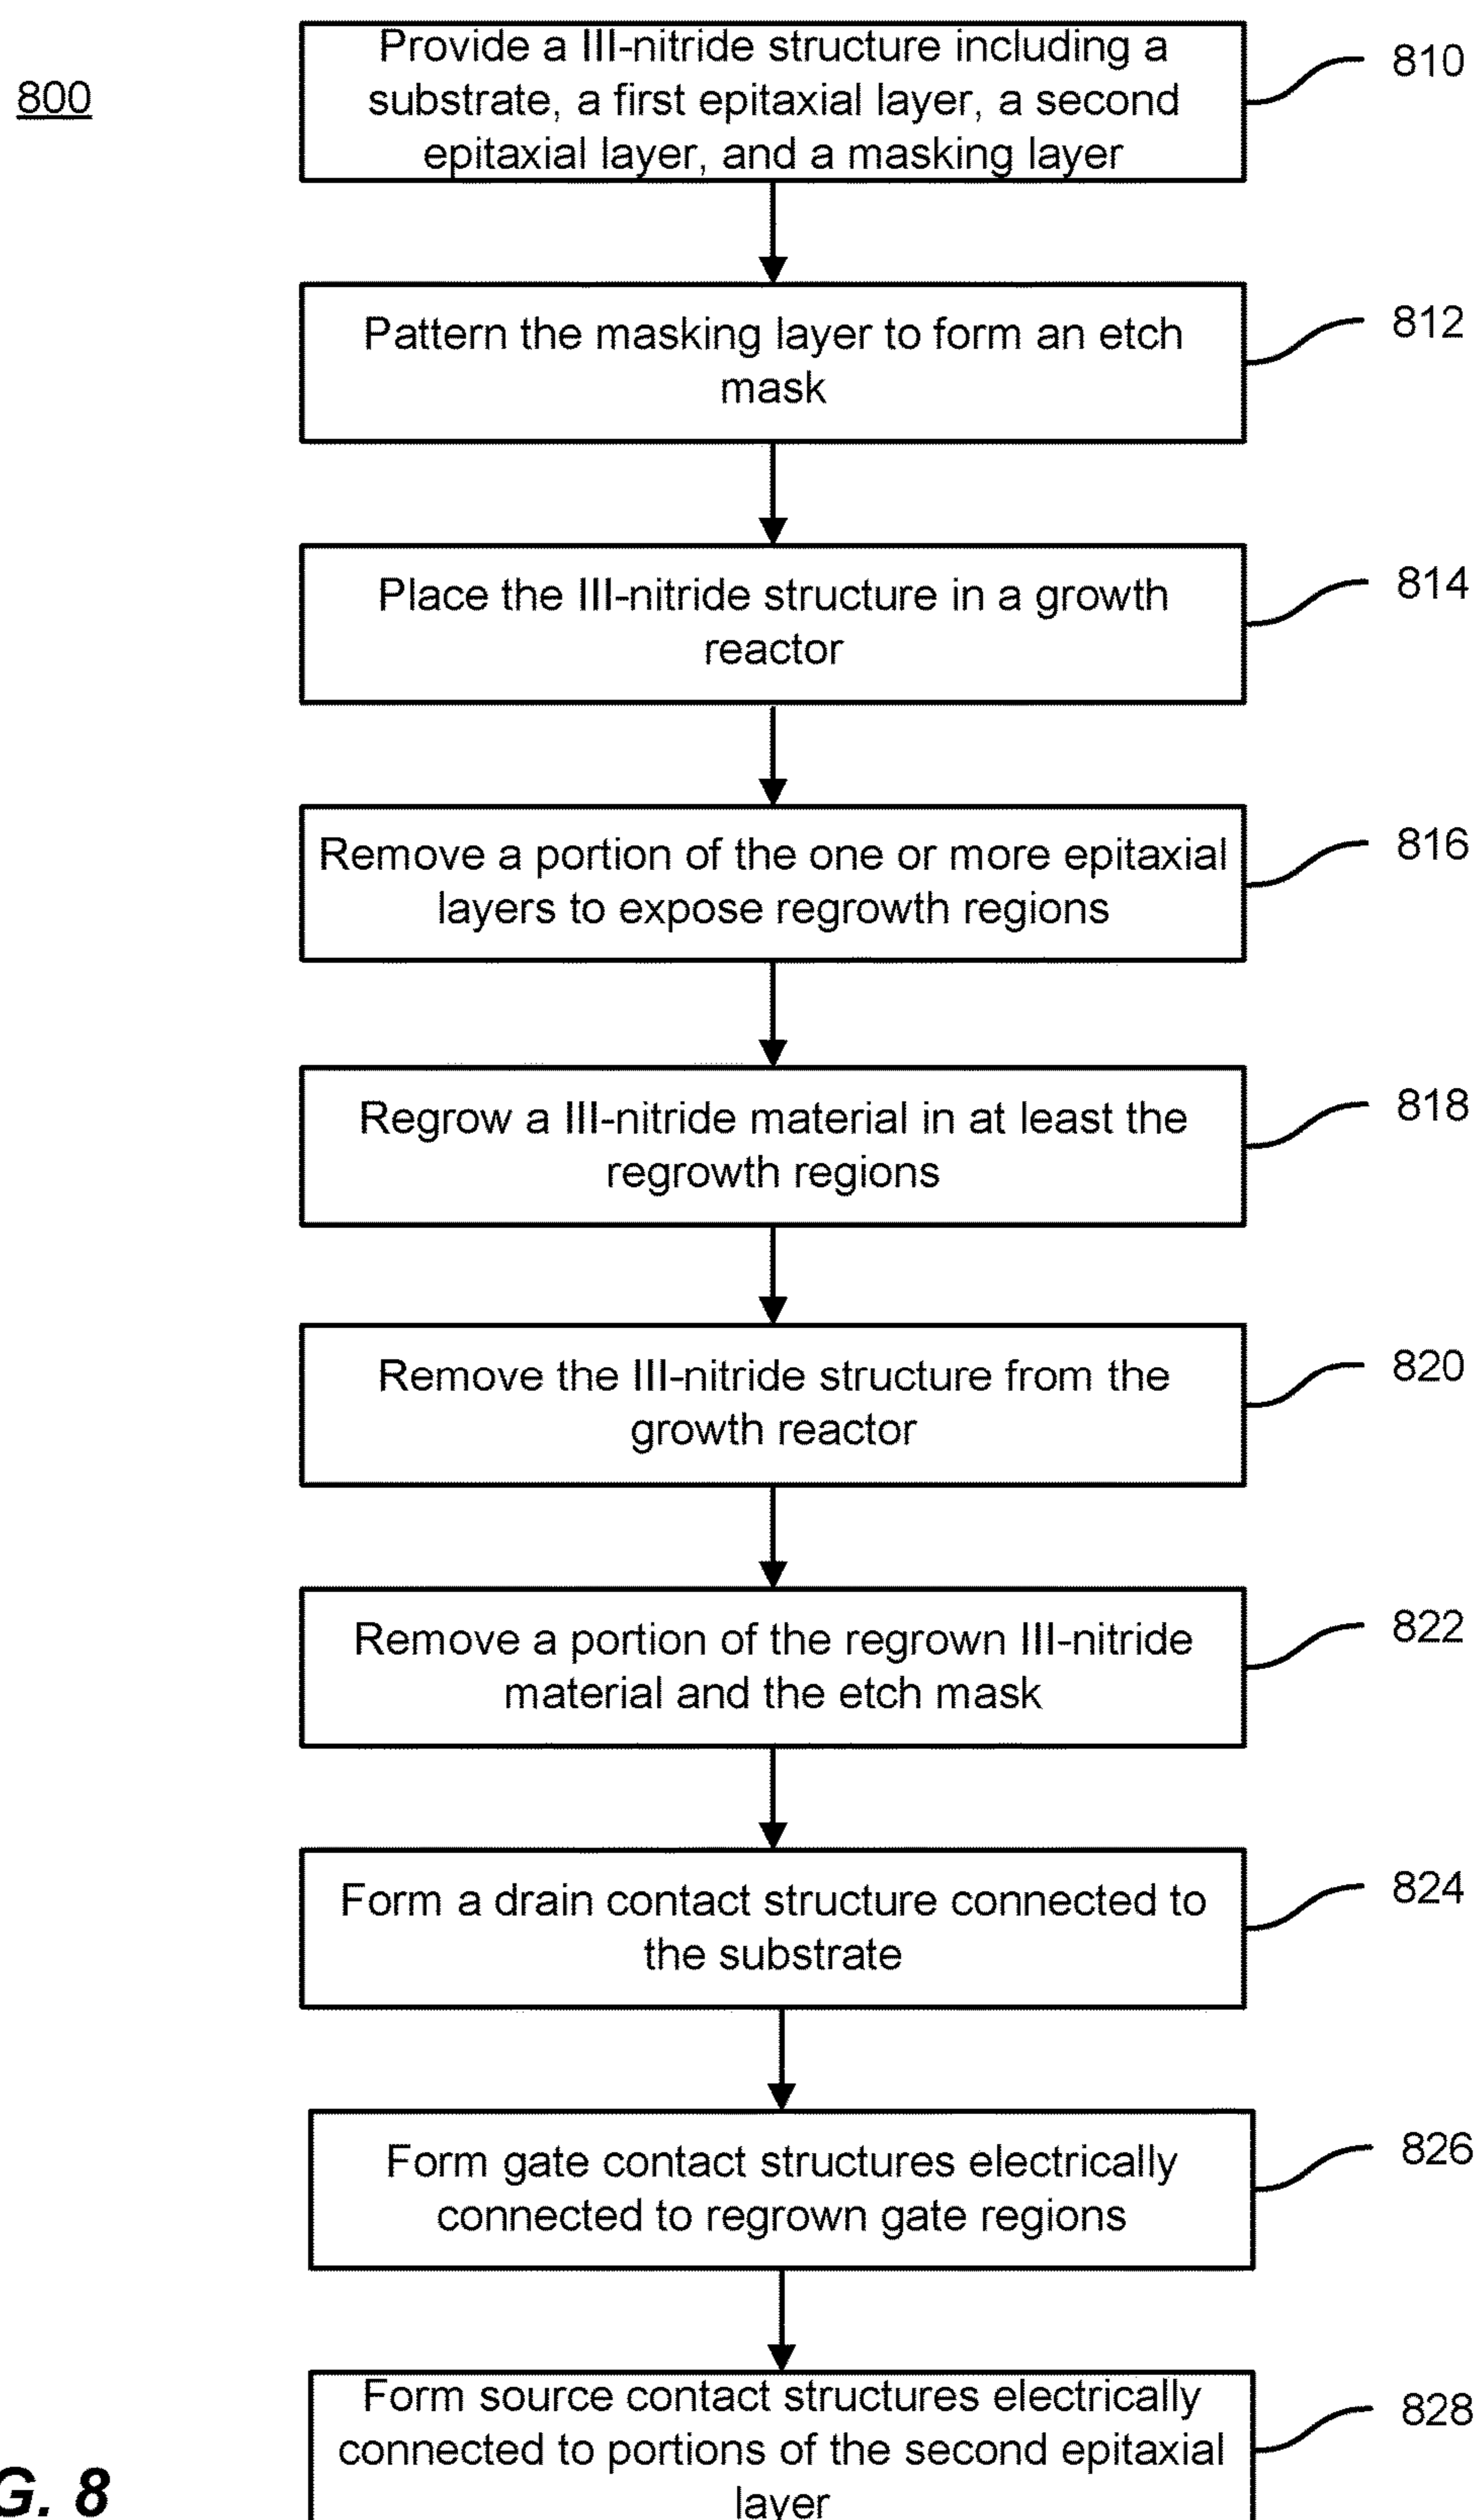 800
Provide a III-nitride structure including a
substrate, a first epitaxial layer, a second
epitaxial layer, and a masking layer
810
Pattern the masking layer to form an etch
mask
812
Place the III-nitride structure in a growth
reactor
814
Remove a portion of the one or more epitaxial
layers to expose regrowth regions
816
Regrow a III-nitride material in at least the
regrowth regions
818
Remove the III-nitride structure from the
growth reactor
820
Remove a portion of the regrown III-nitride
material and the etch mask
822
Form a drain contact structure connected to
the substrate
824
Form gate contact structures electrically
connected to regrown gate regions
826
Form source contact structures electrically
connected to portions of the second epitaxial
layer
828
G. 8